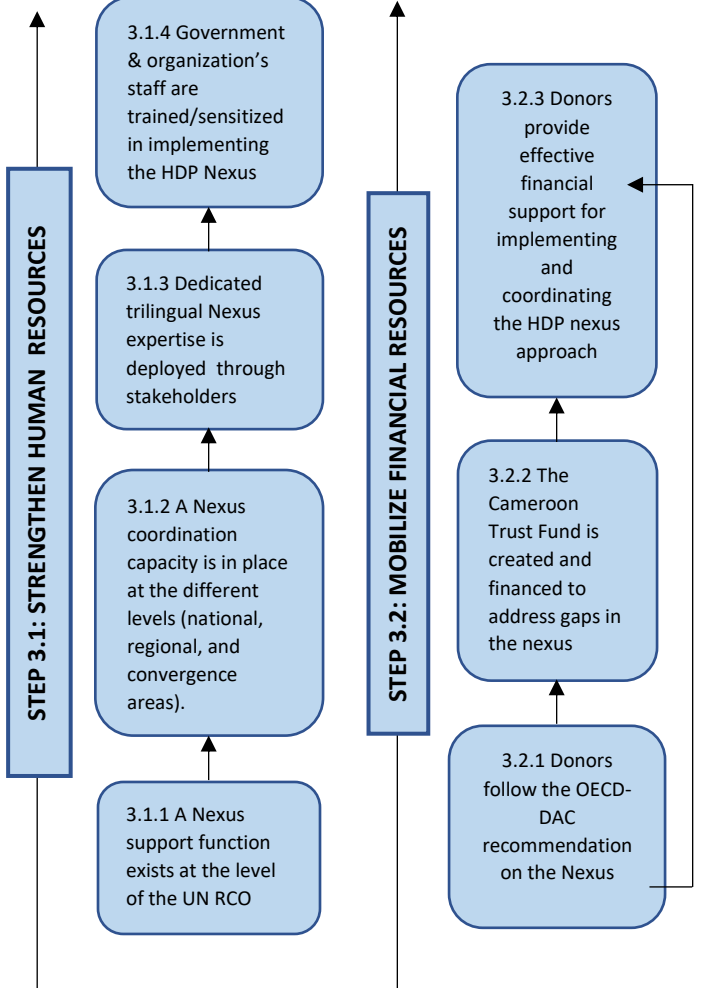 STEP 3.1: STRENGTHEN HUMAN RESOURCES
3.1.4 Government
& organization's
staff are
trained/sensitized
in implementing
the HDP Nexus
3.1.3 Dedicated
trilingual Nexus
expertise is
deployed through
stakeholders
3.1.2 A Nexus
coordination
capacity is in place
at the different
levels (national,
regional, and
convergence
areas).
3.1.1 A Nexus
support function
exists at the level
of the UN RCO
STEP 3.2: MOBILIZE FINANCIAL RESOURCES
3.2.3 Donors
provide
effective
financial
support for
implementing
and
coordinating
the HDP nexus
approach
3.2.2 The
Cameroon
Trust Fund is
created and
financed to
address gaps in
the nexus
3.2.1 Donors
follow the OECD-
DAC
recommendation
on the Nexus